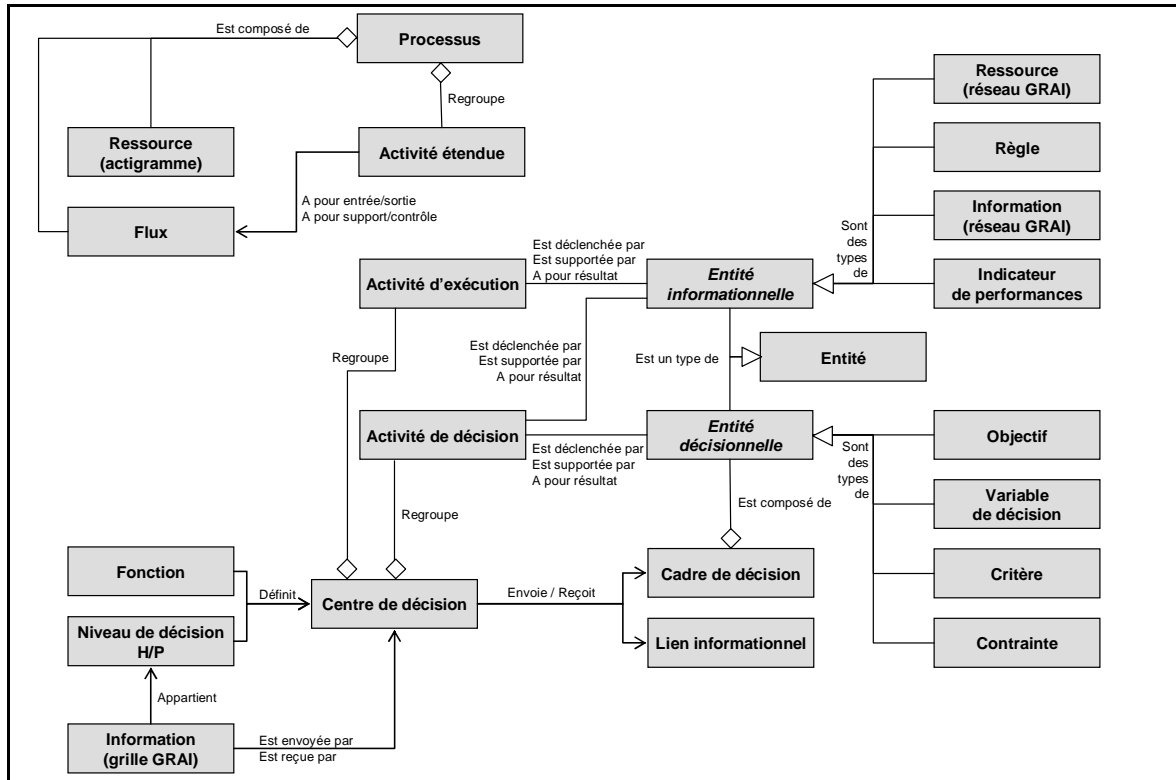 Est composé de
Processus
Regroupe
Ressource
(actigramme)
Activité étendue
A pour entrée/sortie
A pour support/contrôle
Flux
Ressource
(réseau GRAI)
Règle
Information
(réseau GRAI)
Indicateur
de performances
Sont
des
types
de
Est déclenchée par
Est supportée par
A pour résultat
Activité d'exécution
Entité
informationnelle
Regroupe
Est déclenchée par
Est supportée par
A pour résultat
Est un type de
Entité
Activité de décision
Entité
décisionnelle
Est déclenchée par
Est supportée par
A pour résultat
Sont
des
types
de
Objectif
Variable
de décision
Critère
Contrainte
Regroupe
Est composé de
Fonction
Définit
Centre de décision
Envoie / Reçoit
Cadre de décision
Lien informationnel
Niveau de décision
H/P
Appartient
Information
(grille GRAI)
Est envoyée par
Est reçue par